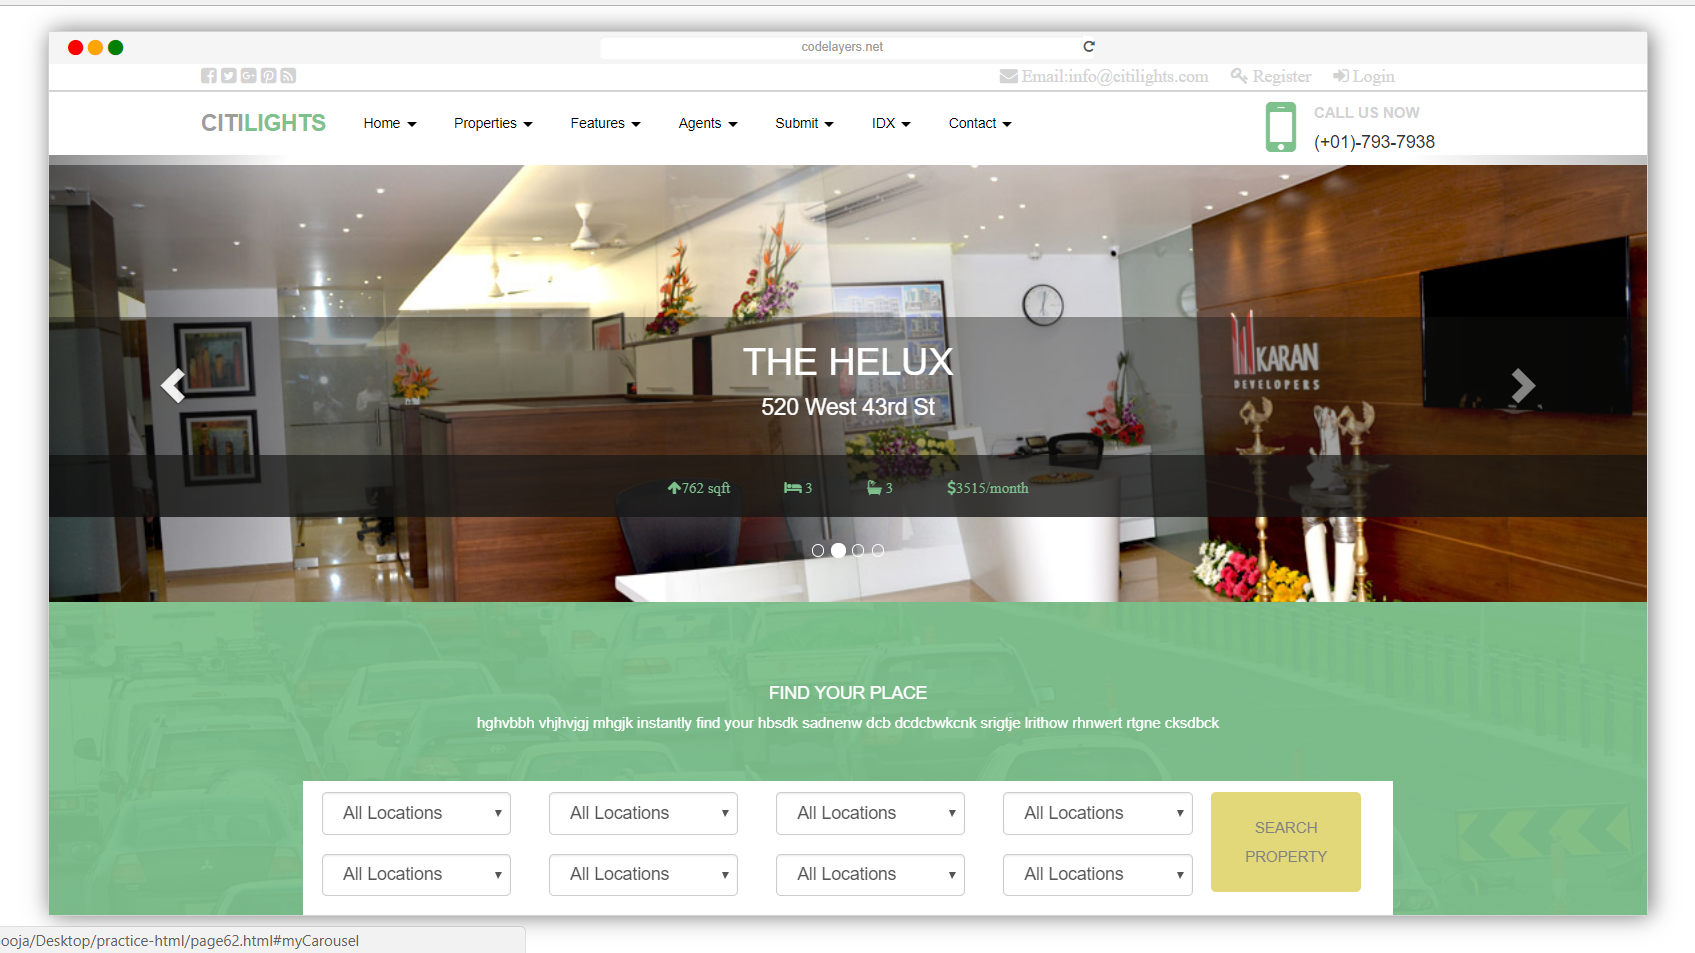 codelayers.net
Email:info@citilights.com Register Login
CITILIGHTS Home Properties Features Agents Submit IDX Contact
CALL US NOW
(+01)-793-7938
KARAN
DEVELOPERS
THE HELUX
520 West 43rd St
762 sqft 3 3 $3515/month
FIND YOUR PLACE
hghvbbh vhjhvjgj mhgjk instantly find your hbsdk sadnenw dcb dcdcbwkcnk srigtje lrithow rhnwert rtgne cksdbck
All Locations All Locations All Locations All Locations
SEARCH
PROPERTY
All Locations All Locations All Locations All Locations
ooja/Desktop/practice-html/page62.html#myCarousel